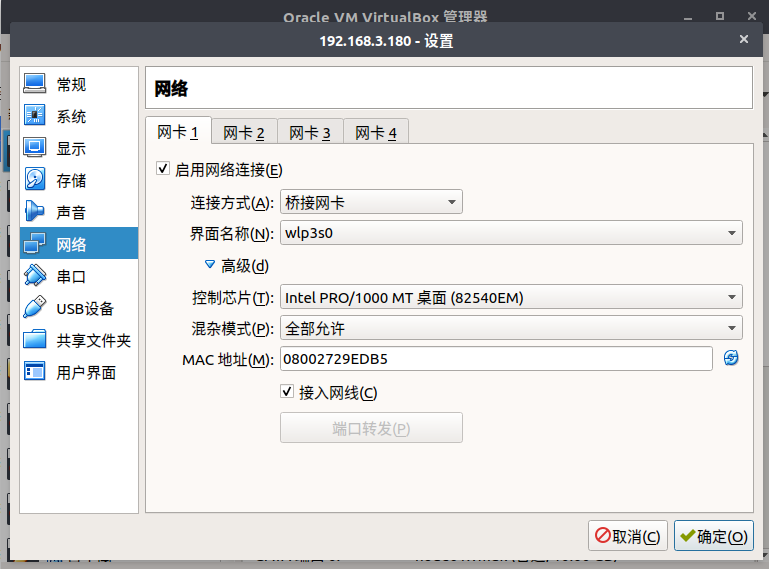 Oracle VM VirtualBox 管理器
192.168.3.180 - 设置
常规
系统
显示
存储
声音
网络
串口
USB设备
共享文件夹
用户界面
网络
网卡 1 网卡 2 网卡 3 网卡 4
启用网络连接(E)
连接方式(A): 桥接网卡
界面名称(N): wlp3s0
高级(d)
控制芯片(T): Intel PRO/1000 MT 桌面 (82540EM)
混杂模式(P): 全部允许
MAC 地址(M): 08002729EDB5
接入网线(C)
端口转发(P)
取消(C) 确定(O)